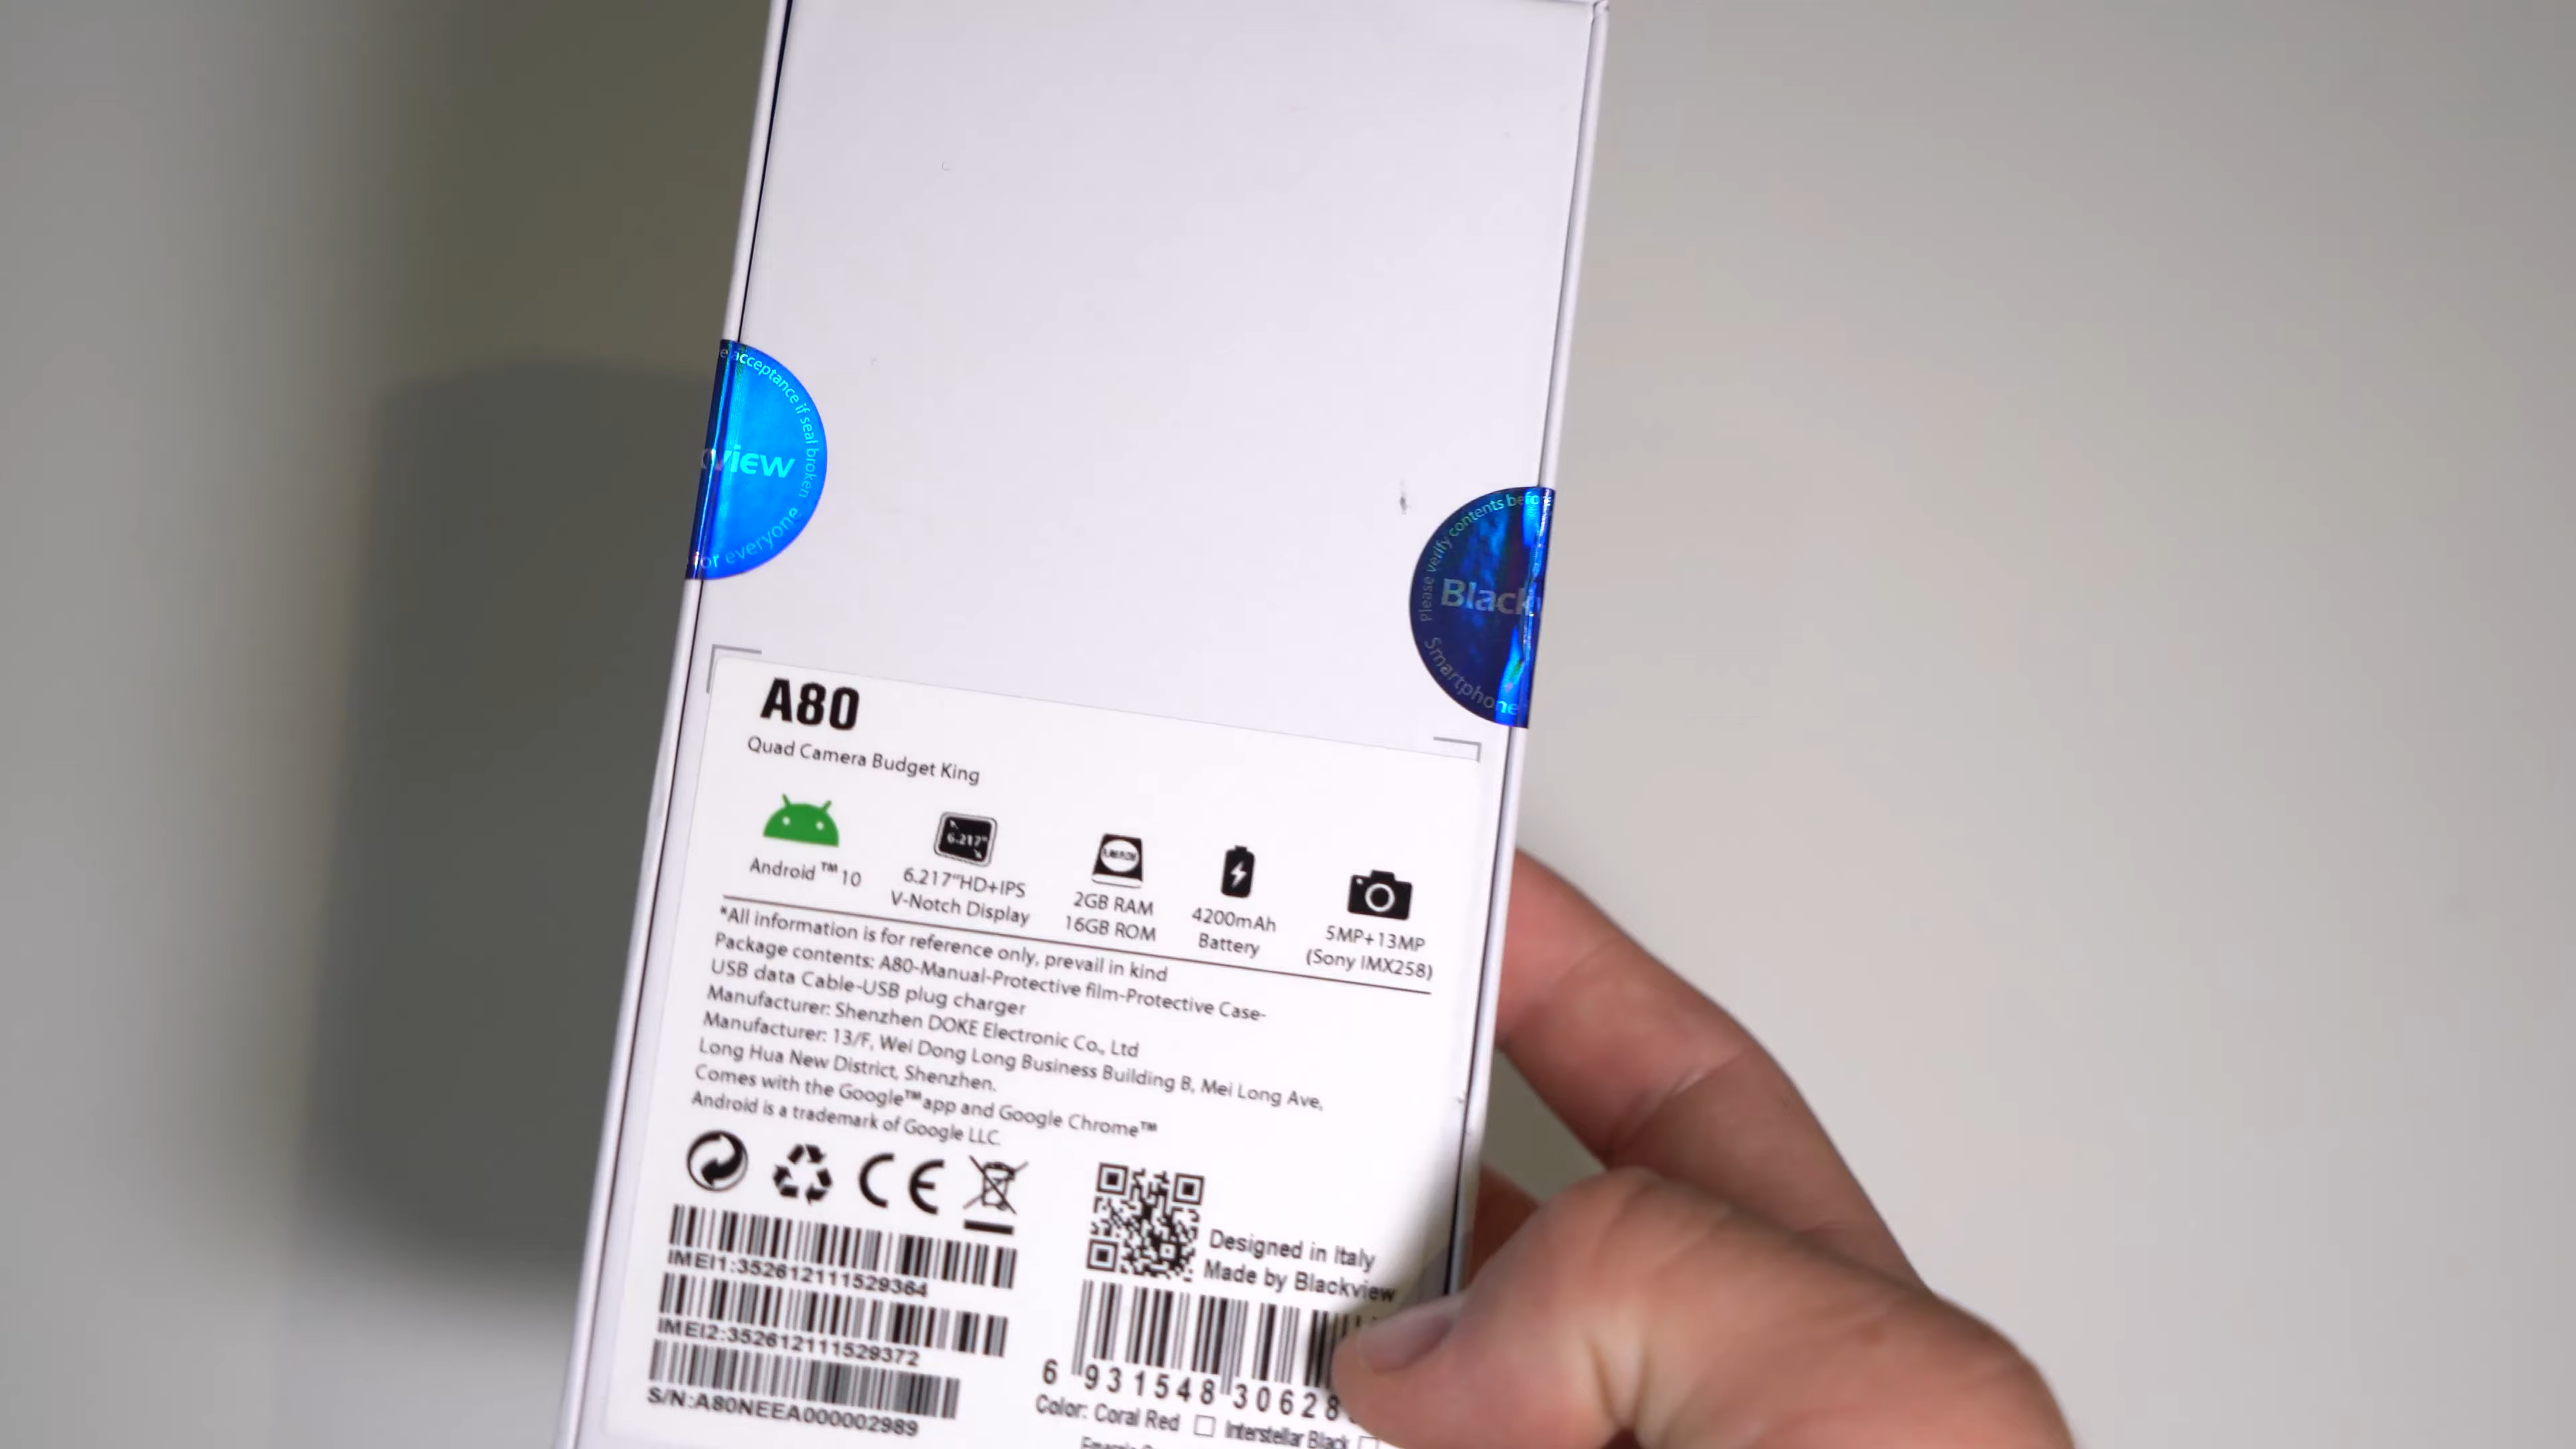 e acceptance if seal broken
view
for everyone
Please verify contents before
Black
Smartphone
A80
Quad Camera Budget King
6.217"
Android™10
6.217"HD+IPS
V-Notch Display
2GB RAM
16GB ROM
4200mAh
Battery
5MP+13MP
(Sony IMX258)
*All information is for reference only, prevail in kind
Package contents: A80-Manual-Protective film-Protective Case-
USB data Cable-USB plug charger
Manufacturer: Shenzhen DOKE Electronic Co., Ltd
Manufacturer: 13/F, Wei Dong Long Business Building B, Mei Long Ave,
Long Hua New District, Shenzhen.
Comes with the Google™app and Google Chrome™
Android is a trademark of Google LLC.
CE
Designed in Italy
Made by Blackview
IMEI1:352612111529364
IMEI2:352612111529372
S/N:A80NEEA000002989
6 931548 30628
Color: Coral Red □ Interstellar Black □